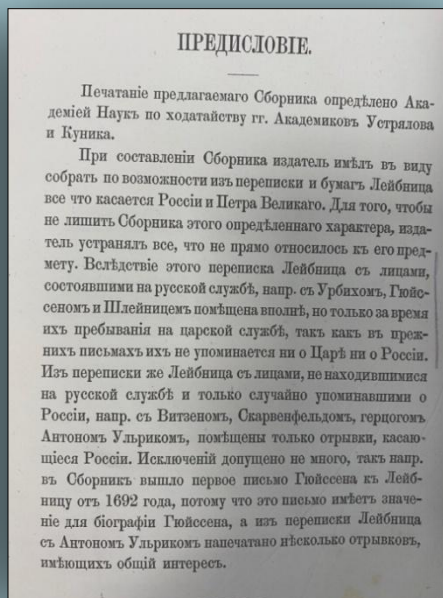 ПРЕДИСЛОВІЕ.
Печатаніе предлагаемаго Сборника опредѣлено Ака-
деміей Наукъ по ходатайству гг. Академиковъ Устрялова
и Куника.
При составленіи Сборника издатель имѣлъ въ виду
собрать по возможности изъ переписки и бумагъ Лейбница
все что касается Россіи и Петра Великаго. Для того, чтобы
не лишить Сборника этого опредѣленнаго характера, изда-
тель устранялъ все, что не прямо относилось къ его пред-
мету. Вслѣдствіе этого переписка Лейбница съ лицами,
состоявшими на русской службѣ, напр. съ Урбихомъ, Гюйс-
сеномъ и Шлейницемъ помѣщена вполнѣ, но только за время
ихъ пребыванія на царской службѣ, такъ какъ въ преж-
нихъ письмахъ ихъ не упоминается ни о Царѣ ни о Россіи.
Изъ переписки же Лейбница съ лицами, не находившимися
на русской службѣ и только случайно упоминавшими о
Россіи, напр. съ Витзеномъ, Скарвенфельдомъ, герцогомъ
Антономъ Ульрикомъ, помѣщены только отрывки, касаю-
щіеся Россіи. Исключеній допущено не много, такъ напр.
въ Сборникъ вышло первое письмо Гюйссена къ Лейб-
ницу отъ 1692 года, потому что это письмо имѣетъ значе-
ніе для біографіи Гюйссена, а изъ переписки Лейбница
съ Антономъ Ульрикомъ напечатано нѣсколько отрывковъ,
имѣющихъ общій интересъ.